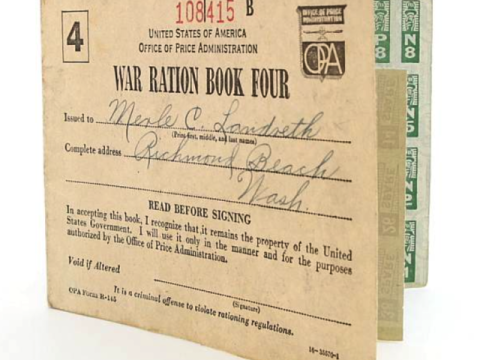 108415 B
4
UNITED STATES OF AMERICA
OFFICE OF PRICE ADMINISTRATION
OFFICE OF PRICE
ADMINISTRATION
OPA
WAR RATION BOOK FOUR
Issued to Merle C. Landreth
(Print first, middle, and last names)
Complete address Richmond Beach
Wash.
READ BEFORE SIGNING
In accepting this book, I recognize that it remains the property of the United
States Government. I will use it only in the manner and for the purposes
authorized by the Office of Price Administration.
Void if Altered
(Signature)
It is a criminal offense to violate rationing regulations.
OPA Form R-145
P
8
N
8
N
5